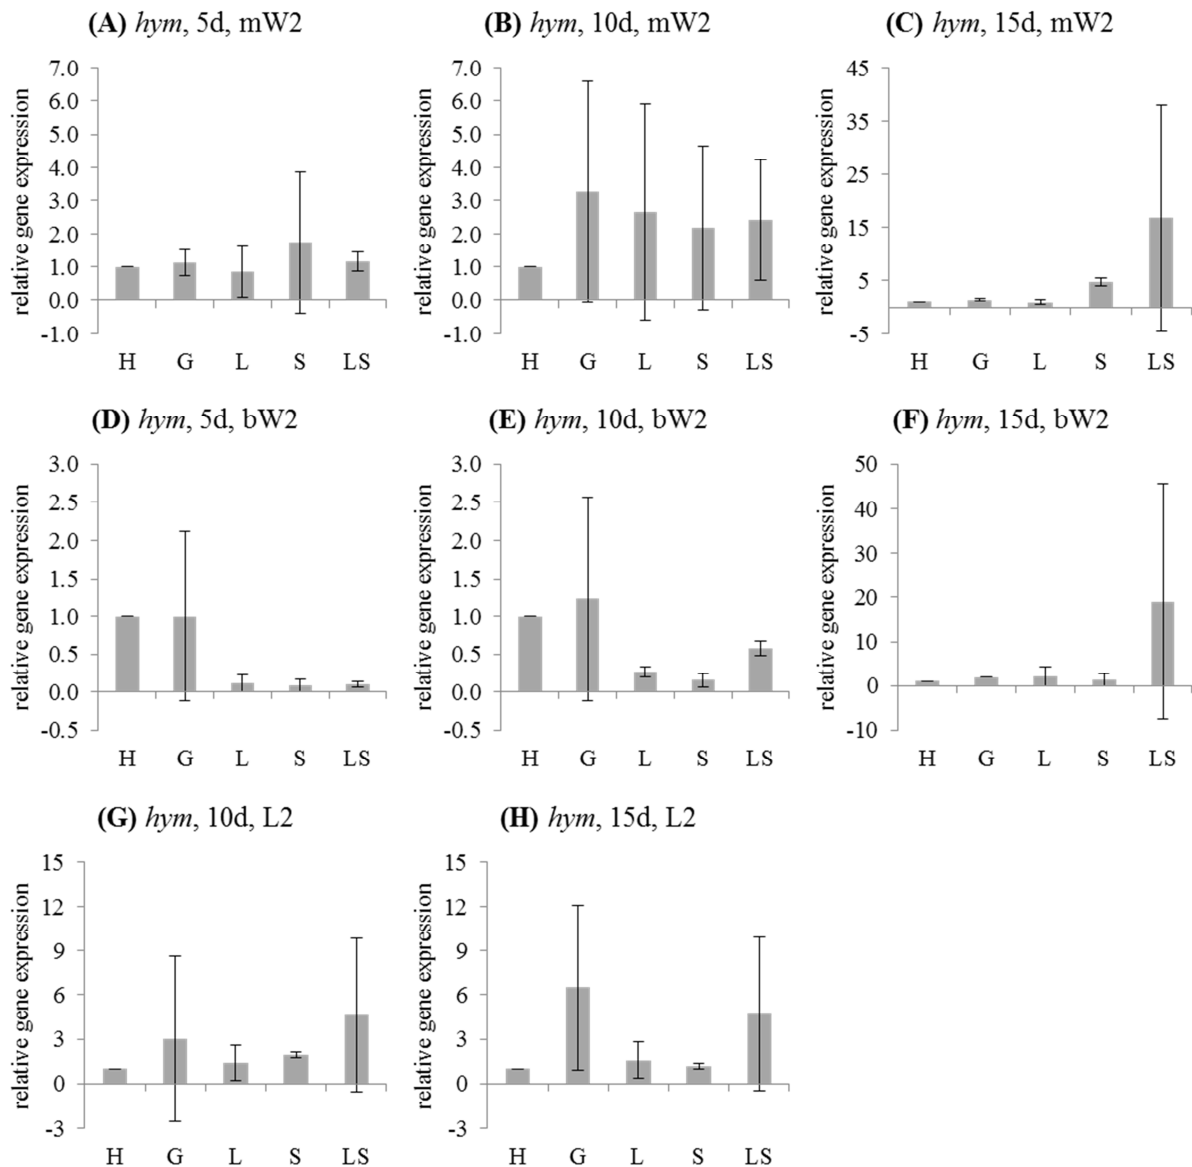 (A) hym, 5d, mW2
relative gene expression
7.0
6.0
5.0
4.0
3.0
2.0
1.0
0.0
-1.0
H G L S LS
(B) hym, 10d, mW2
relative gene expression
7.0
6.0
5.0
4.0
3.0
2.0
1.0
0.0
-1.0
H G L S LS
(C) hym, 15d, mW2
relative gene expression
45
35
25
15
5
-5
H G L S LS
(D) hym, 5d, bW2
relative gene expression
3.0
2.5
2.0
1.5
1.0
0.5
0.0
-0.5
H G L S LS
(E) hym, 10d, bW2
relative gene expression
3.0
2.5
2.0
1.5
1.0
0.5
0.0
-0.5
H G L S LS
(F) hym, 15d, bW2
relative gene expression
50
40
30
20
10
0
-10
H G L S LS
(G) hym, 10d, L2
relative gene expression
15
12
9
6
3
0
-3
H G L S LS
(H) hym, 15d, L2
relative gene expression
15
12
9
6
3
0
-3
H G L S LS